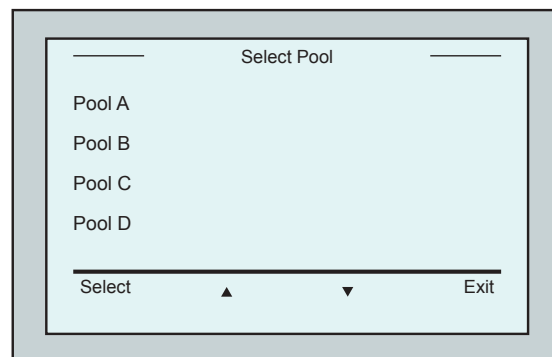 Select Pool
Pool A
Pool B
Pool C
Pool D
Select ▲ ▼ Exit